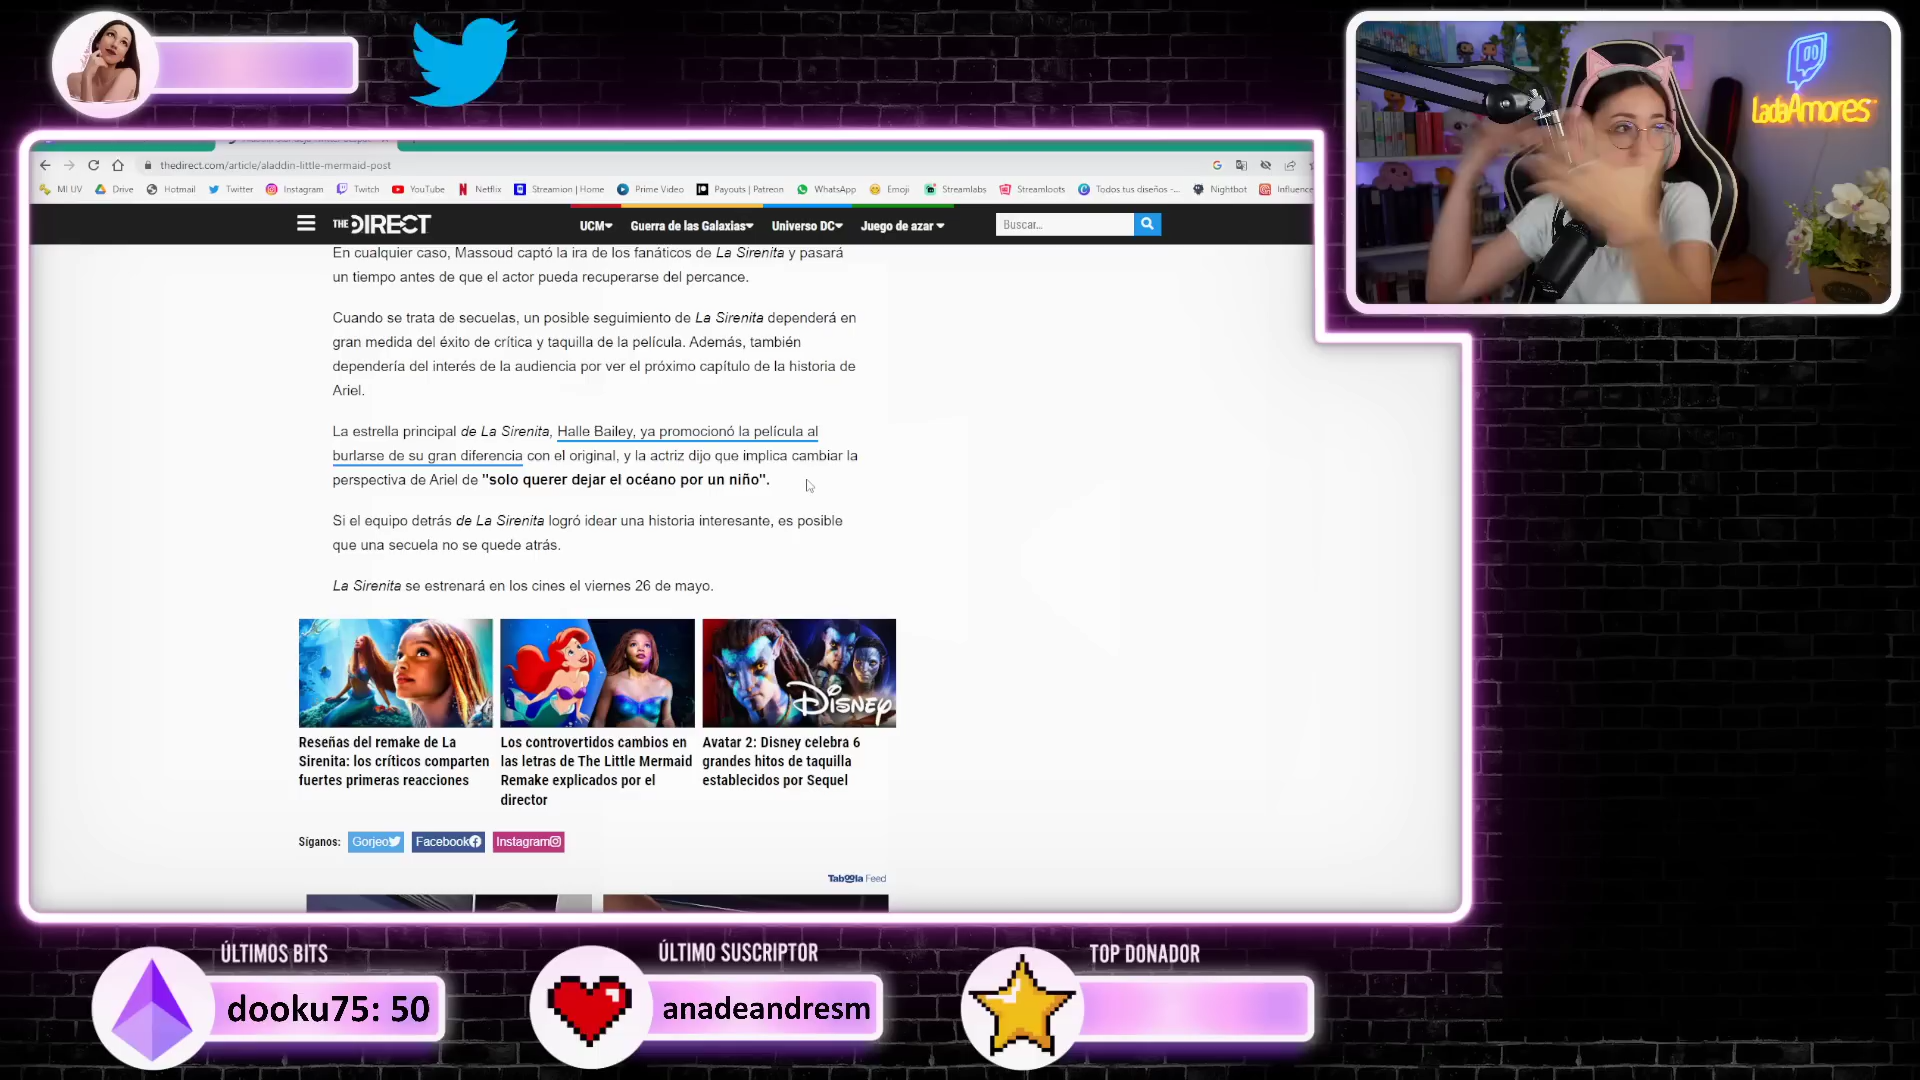 LadaAmores
thedirect.com/article/aladdin-little-mermaid-post
MI UV Drive Hotmail Twitter Instagram Twitch YouTube Netflix Streamion | Home Prime Video Payouts | Patreon WhatsApp Emoji Streamlabs Streamloots Todos tus diseños -... Nightbot Influence
THE DIRECT UCM Guerra de las Galaxias Universo DC Juego de azar Buscar...
En cualquier caso, Massoud captó la ira de los fanáticos de La Sirenita y pasará
un tiempo antes de que el actor pueda recuperarse del percance.
Cuando se trata de secuelas, un posible seguimiento de La Sirenita dependerá en
gran medida del éxito de crítica y taquilla de la película. Además, también
dependería del interés de la audiencia por ver el próximo capítulo de la historia de
Ariel.
La estrella principal de La Sirenita, Halle Bailey, ya promocionó la película al
burlarse de su gran diferencia con el original, y la actriz dijo que implica cambiar la
perspectiva de Ariel de "solo querer dejar el océano por un niño".
Si el equipo detrás de La Sirenita logró idear una historia interesante, es posible
que una secuela no se quede atrás.
La Sirenita se estrenará en los cines el viernes 26 de mayo.
Disney
Reseñas del remake de La
Sirenita: los críticos comparten
fuertes primeras reacciones
Los controvertidos cambios en
las letras de The Little Mermaid
Remake explicados por el
director
Avatar 2: Disney celebra 6
grandes hitos de taquilla
establecidos por Sequel
Síganos: Gorjeo Facebook Instagram
Taboola Feed
ÚLTIMOS BITS
dooku75: 50
ÚLTIMO SUSCRIPTOR
anadeandresm
TOP DONADOR